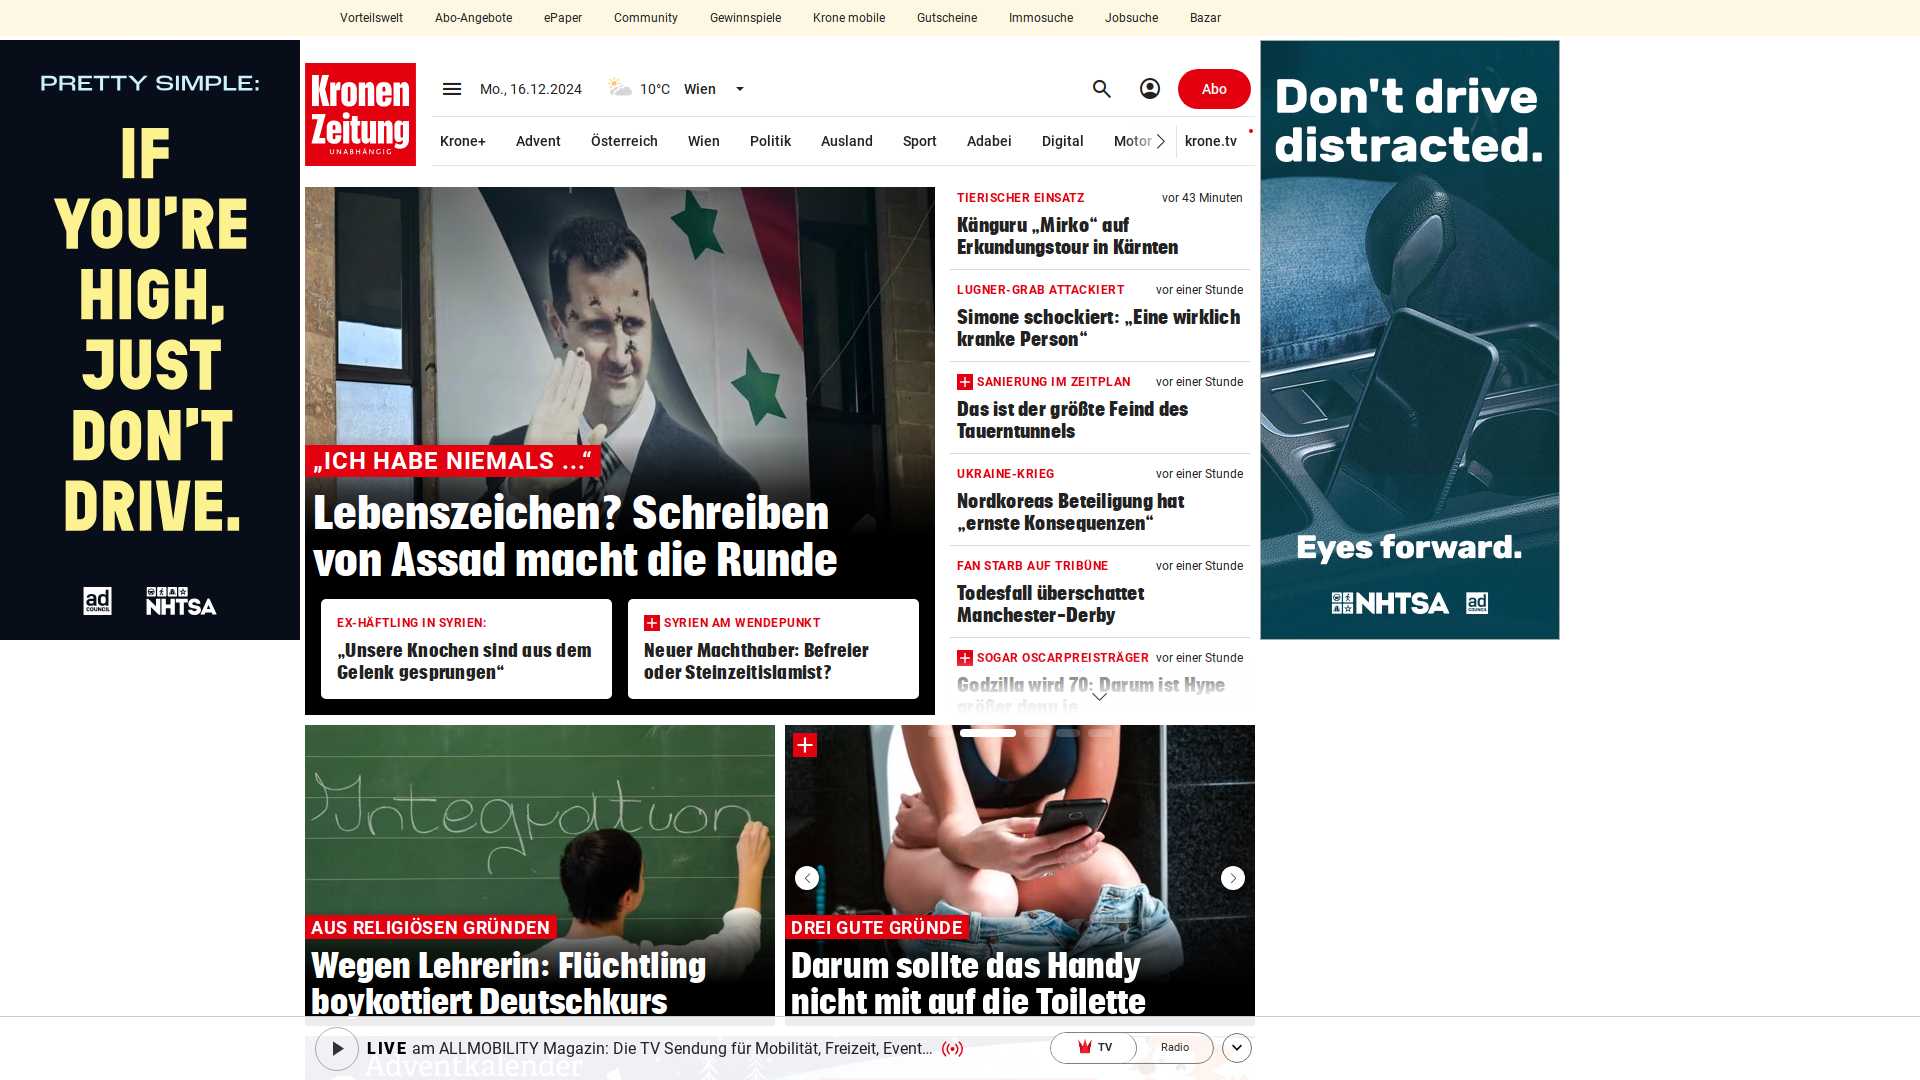 Vorteilswelt
Abo-Angebote
ePaper
Community
Gewinnspiele
Krone mobile
Gutscheine
Immosuche
Jobsuche
Bazar
PRETTY SIMPLE:
IF
YOU'RE
HIGH,
JUST
DON'T
DRIVE.
ad
COUNCIL
NHTSA
Kronen
Zeitung
UNABHÄNGIG
Mo., 16.12.2024
10°C
Wien
Abo
Krone+
Advent
Österreich
Wien
Politik
Ausland
Sport
Adabei
Digital
Motor
krone.tv
„ICH HABE NIEMALS ...“
Lebenszeichen? Schreiben
von Assad macht die Runde
EX-HÄFTLING IN SYRIEN:
„Unsere Knochen sind aus dem
Gelenk gesprungen“
SYRIEN AM WENDEPUNKT
Neuer Machthaber: Befreier
oder Steinzeitislamist?
TIERISCHER EINSATZ
vor 43 Minuten
Känguru „Mirko“ auf
Erkundungstour in Kärnten
LUGNER-GRAB ATTACKIERT
vor einer Stunde
Simone schockiert: „Eine wirklich
kranke Person“
SANIERUNG IM ZEITPLAN
vor einer Stunde
Das ist der größte Feind des
Tauerntunnels
UKRAINE-KRIEG
vor einer Stunde
Nordkoreas Beteiligung hat
„ernste Konsequenzen“
FAN STARB AUF TRIBÜNE
vor einer Stunde
Todesfall überschattet
Manchester-Derby
SOGAR OSCARPREISTRÄGER
vor einer Stunde
Godzilla wird 70: Darum ist Hype
größer denn je
Don't drive
distracted.
Eyes forward.
NHTSA
ad
COUNCIL
Integration
AUS RELIGIÖSEN GRÜNDEN
Wegen Lehrerin: Flüchtling
boykottiert Deutschkurs
DREI GUTE GRÜNDE
Darum sollte das Handy
nicht mit auf die Toilette
Adventkalender
LIVE am ALLMOBILITY Magazin: Die TV Sendung für Mobilität, Freizeit, Event...
TV
Radio